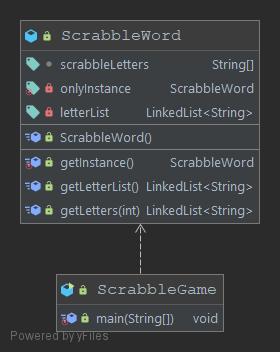 ScrabbleWord
scrabbleLetters String[]
onlyInstance ScrabbleWord
letterList LinkedList<String>
ScrabbleWord()
getInstance() ScrabbleWord
getLetterList() LinkedList<String>
getLetters(int) LinkedList<String>
ScrabbleGame
main(String[]) void
Powered by yFiles